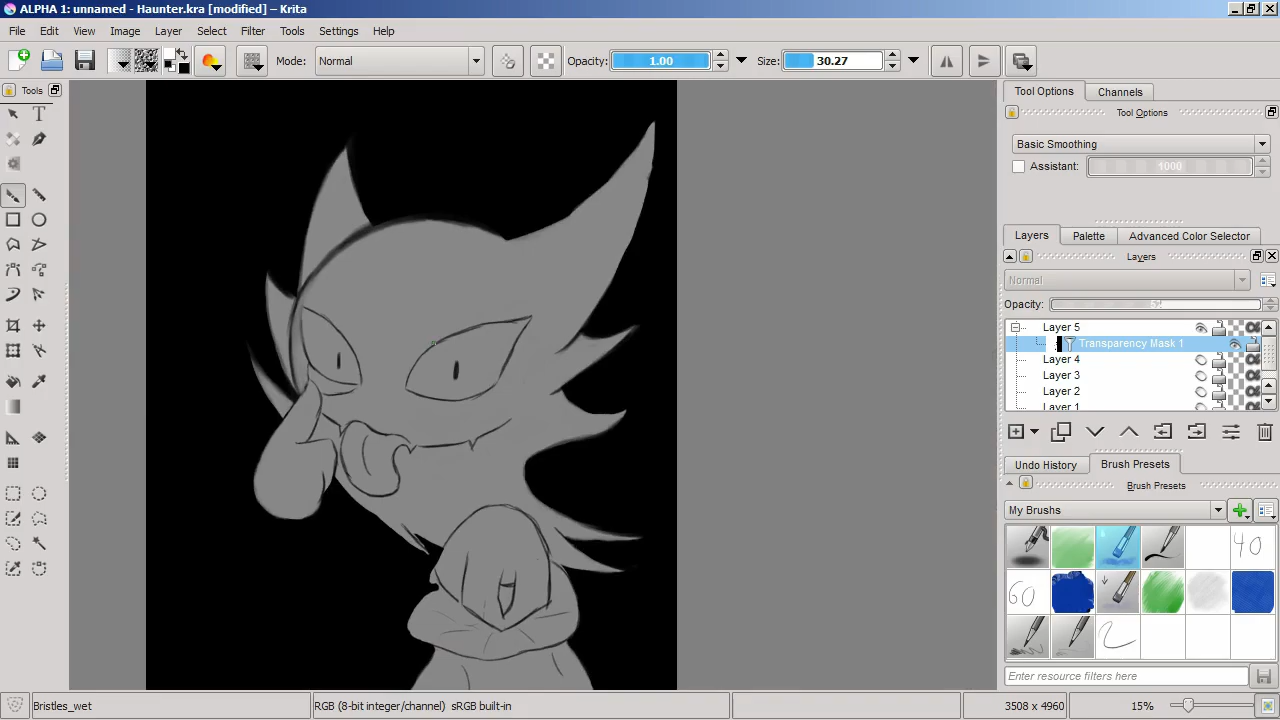 ALPHA 1: unnamed - Haunter.kra [modified] - Krita
File Edit View Image Layer Select Filter Tools Settings Help
Mode: Normal Opacity: 1.00 Size: 30.27
Tools
Tool Options Channels
Tool Options
Basic Smoothing
Assistant: 1000
Layers Palette Advanced Color Selector
Layers
Normal
Opacity:
Layer 5
Transparency Mask 1
Layer 4
Layer 3
Layer 2
Layer 1
Undo History Brush Presets
Brush Presets
My Brushs
40
60
Enter resource filters here
Bristles_wet RGB (8-bit integer/channel) sRGB built-in 3508 x 4960 15%